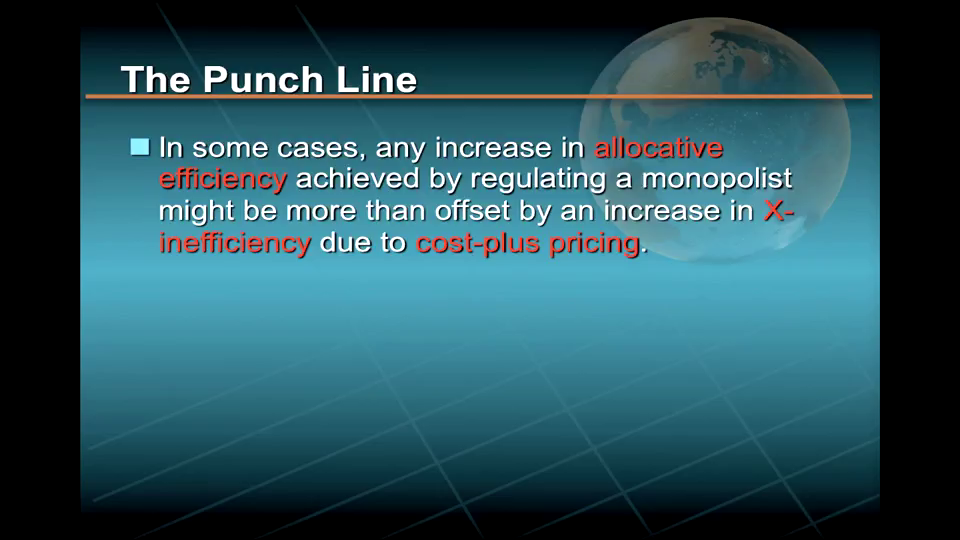 The Punch Line
In some cases, any increase in allocative
efficiency achieved by regulating a monopolist
might be more than offset by an increase in X-
inefficiency due to cost-plus pricing.